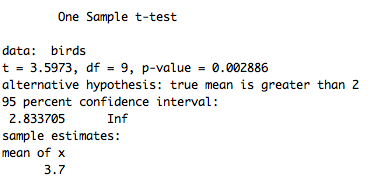 One Sample t-test
data:  birds
t = 3.5973, df = 9, p-value = 0.002886
alternative hypothesis: true mean is greater than 2
95 percent confidence interval:
 2.833705      Inf
sample estimates:
mean of x
      3.7